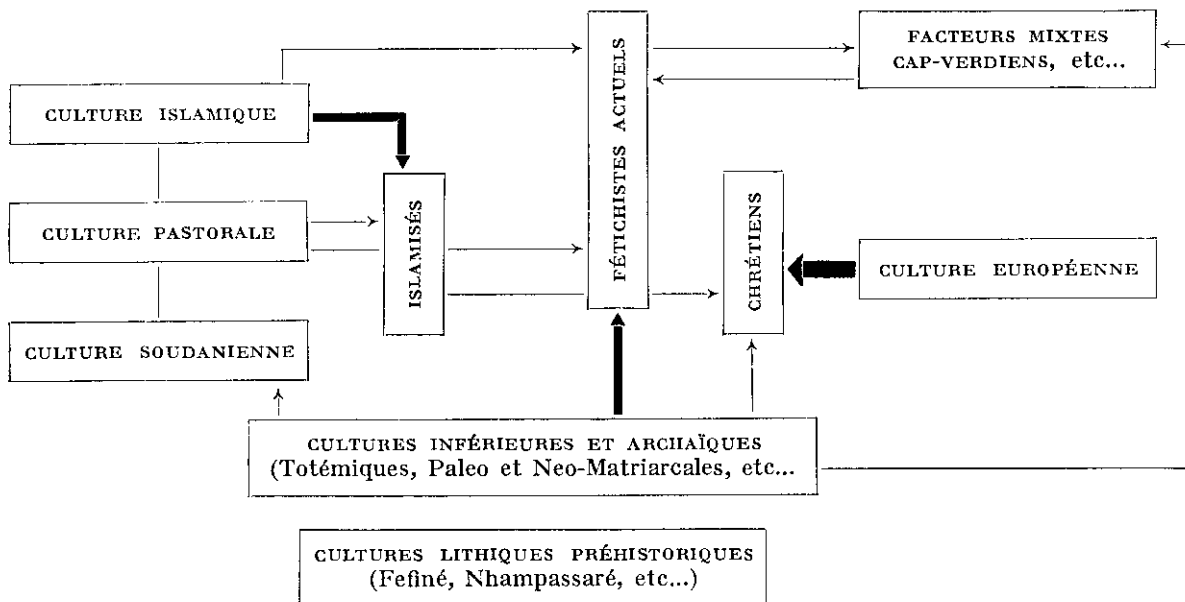 FACTEURS MIXTES
CAP-VERDIENS, etc...
CULTURE ISLAMIQUE
FÉTICHISTES ACTUELS
CULTURE PASTORALE
ISLAMISÉS
CHRÉTIENS
CULTURE EUROPÉENNE
CULTURE SOUDANIENNE
CULTURES INFÉRIEURES ET ARCHAÏQUES
(Totémiques, Paleo et Neo-Matriarcales, etc...
CULTURES LITHIQUES PRÉHISTORIQUES
(Fefiné, Nhampassaré, etc...)